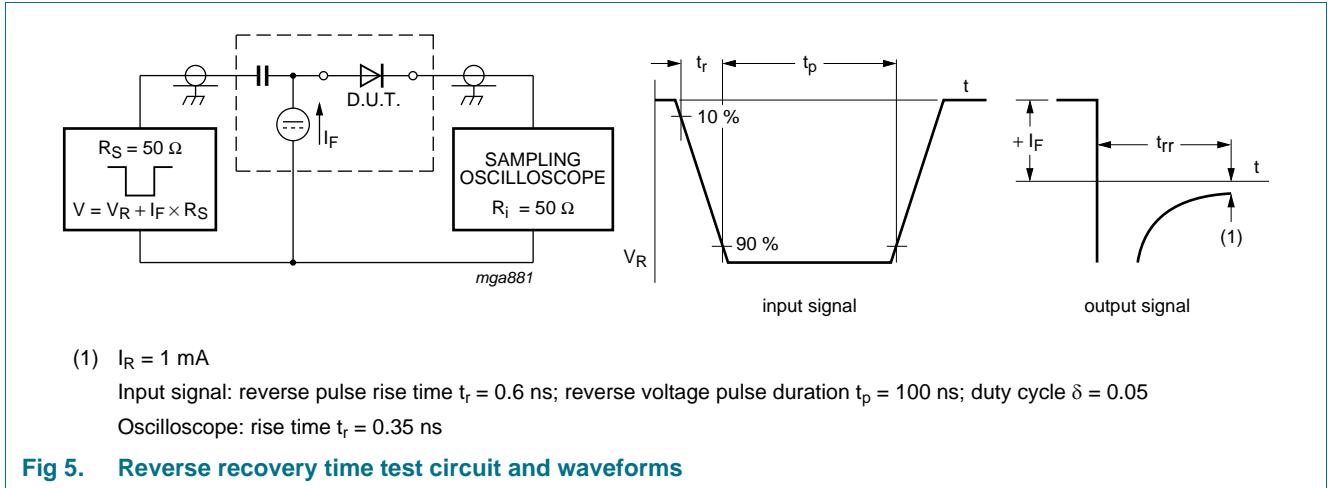 t_r
t_p
t
D.U.T.
10 %
I_F
+ I_F
t_rr
t
R_S = 50 Ω
V = V_R + I_F × R_S
SAMPLING
OSCILLOSCOPE
R_i = 50 Ω
90 %
V_R
(1)
mga881
input signal
output signal
(1) I_R = 1 mA
Input signal: reverse pulse rise time t_r = 0.6 ns; reverse voltage pulse duration t_p = 100 ns; duty cycle δ = 0.05
Oscilloscope: rise time t_r = 0.35 ns
Fig 5. Reverse recovery time test circuit and waveforms